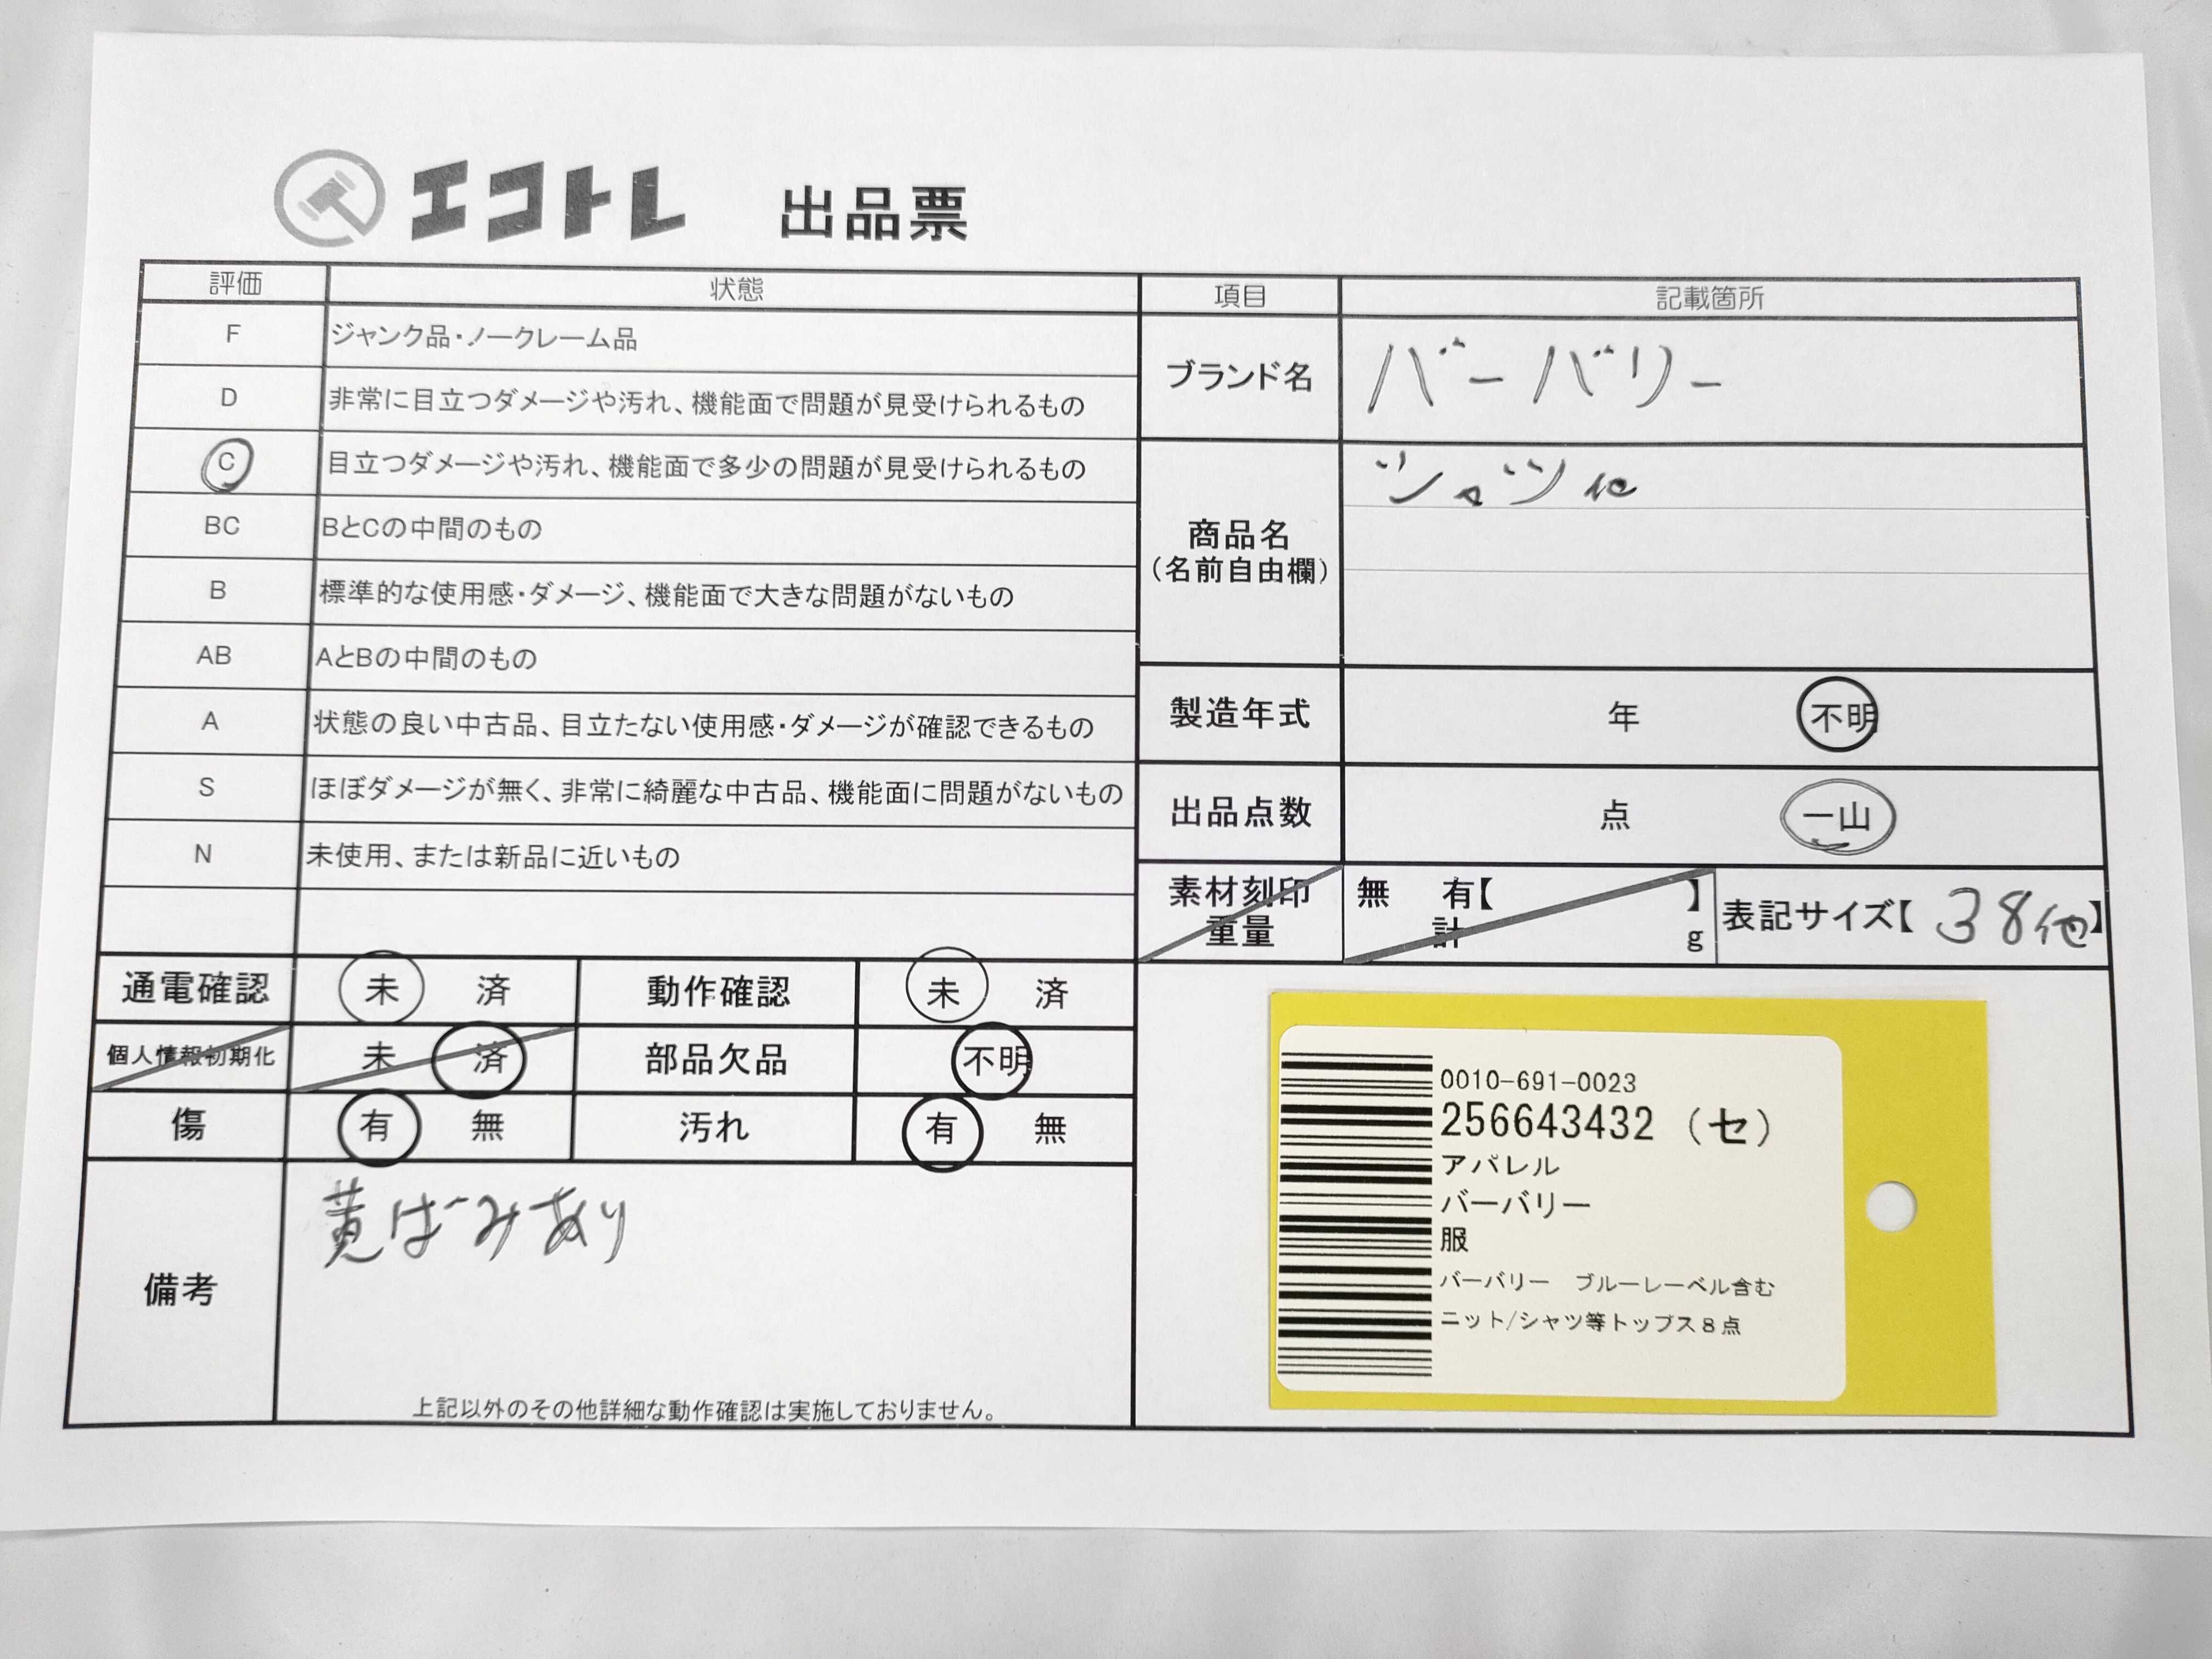 エコトレ 出品票
評価 状態
F ジャンク品・ノークレーム品
D 非常に目立つダメージや汚れ、機能面で問題が見受けられるもの
C 目立つダメージや汚れ、機能面で多少の問題が見受けられるもの
BC BとCの中間のもの
B 標準的な使用感・ダメージ、機能面で大きな問題がないもの
AB AとBの中間のもの
A 状態の良い中古品、目立たない使用感・ダメージが確認できるもの
S ほぼダメージが無く、非常に綺麗な中古品、機能面に問題がないもの
N 未使用、または新品に近いもの
通電確認 未 済 動作確認 未 済
個人情報初期化 未 済 部品欠品 不明
傷 有 無 汚れ 有 無
備考 黄ばみあり
上記以外のその他詳細な動作確認は実施しておりません。
項目 記載箇所
ブランド名 バーバリー
商品名 シャツ他
(名前自由欄)
製造年式 年 不明
出品点数 点 一山
素材刻印 無 有【 】
重量 計 g
表記サイズ【 38他】
0010-691-0023
256643432 (セ)
アパレル
バーバリー
服
バーバリー ブルーレーベル含む
ニット/シャツ等トップス8点